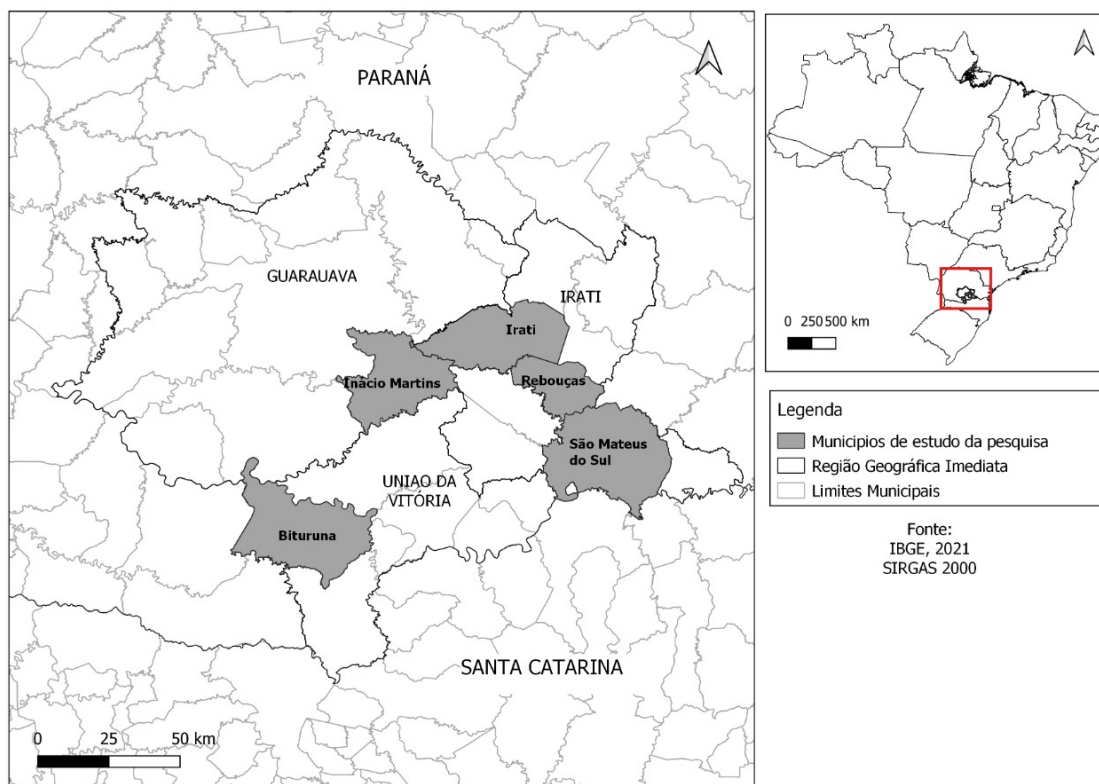 PARANÁ
GUARAUAVA
IRATI
Irati
Inácio Martins
Rebouças
São Mateus
do Sul
UNIAO DA
VITÓRIA
Bituruna
SANTA CATARINA
0 25 50 km
0 250500 km
Legenda
Municipios de estudo da pesquisa
Região Geográfica Imediata
Limites Municipais
Fonte:
IBGE, 2021
SIRGAS 2000